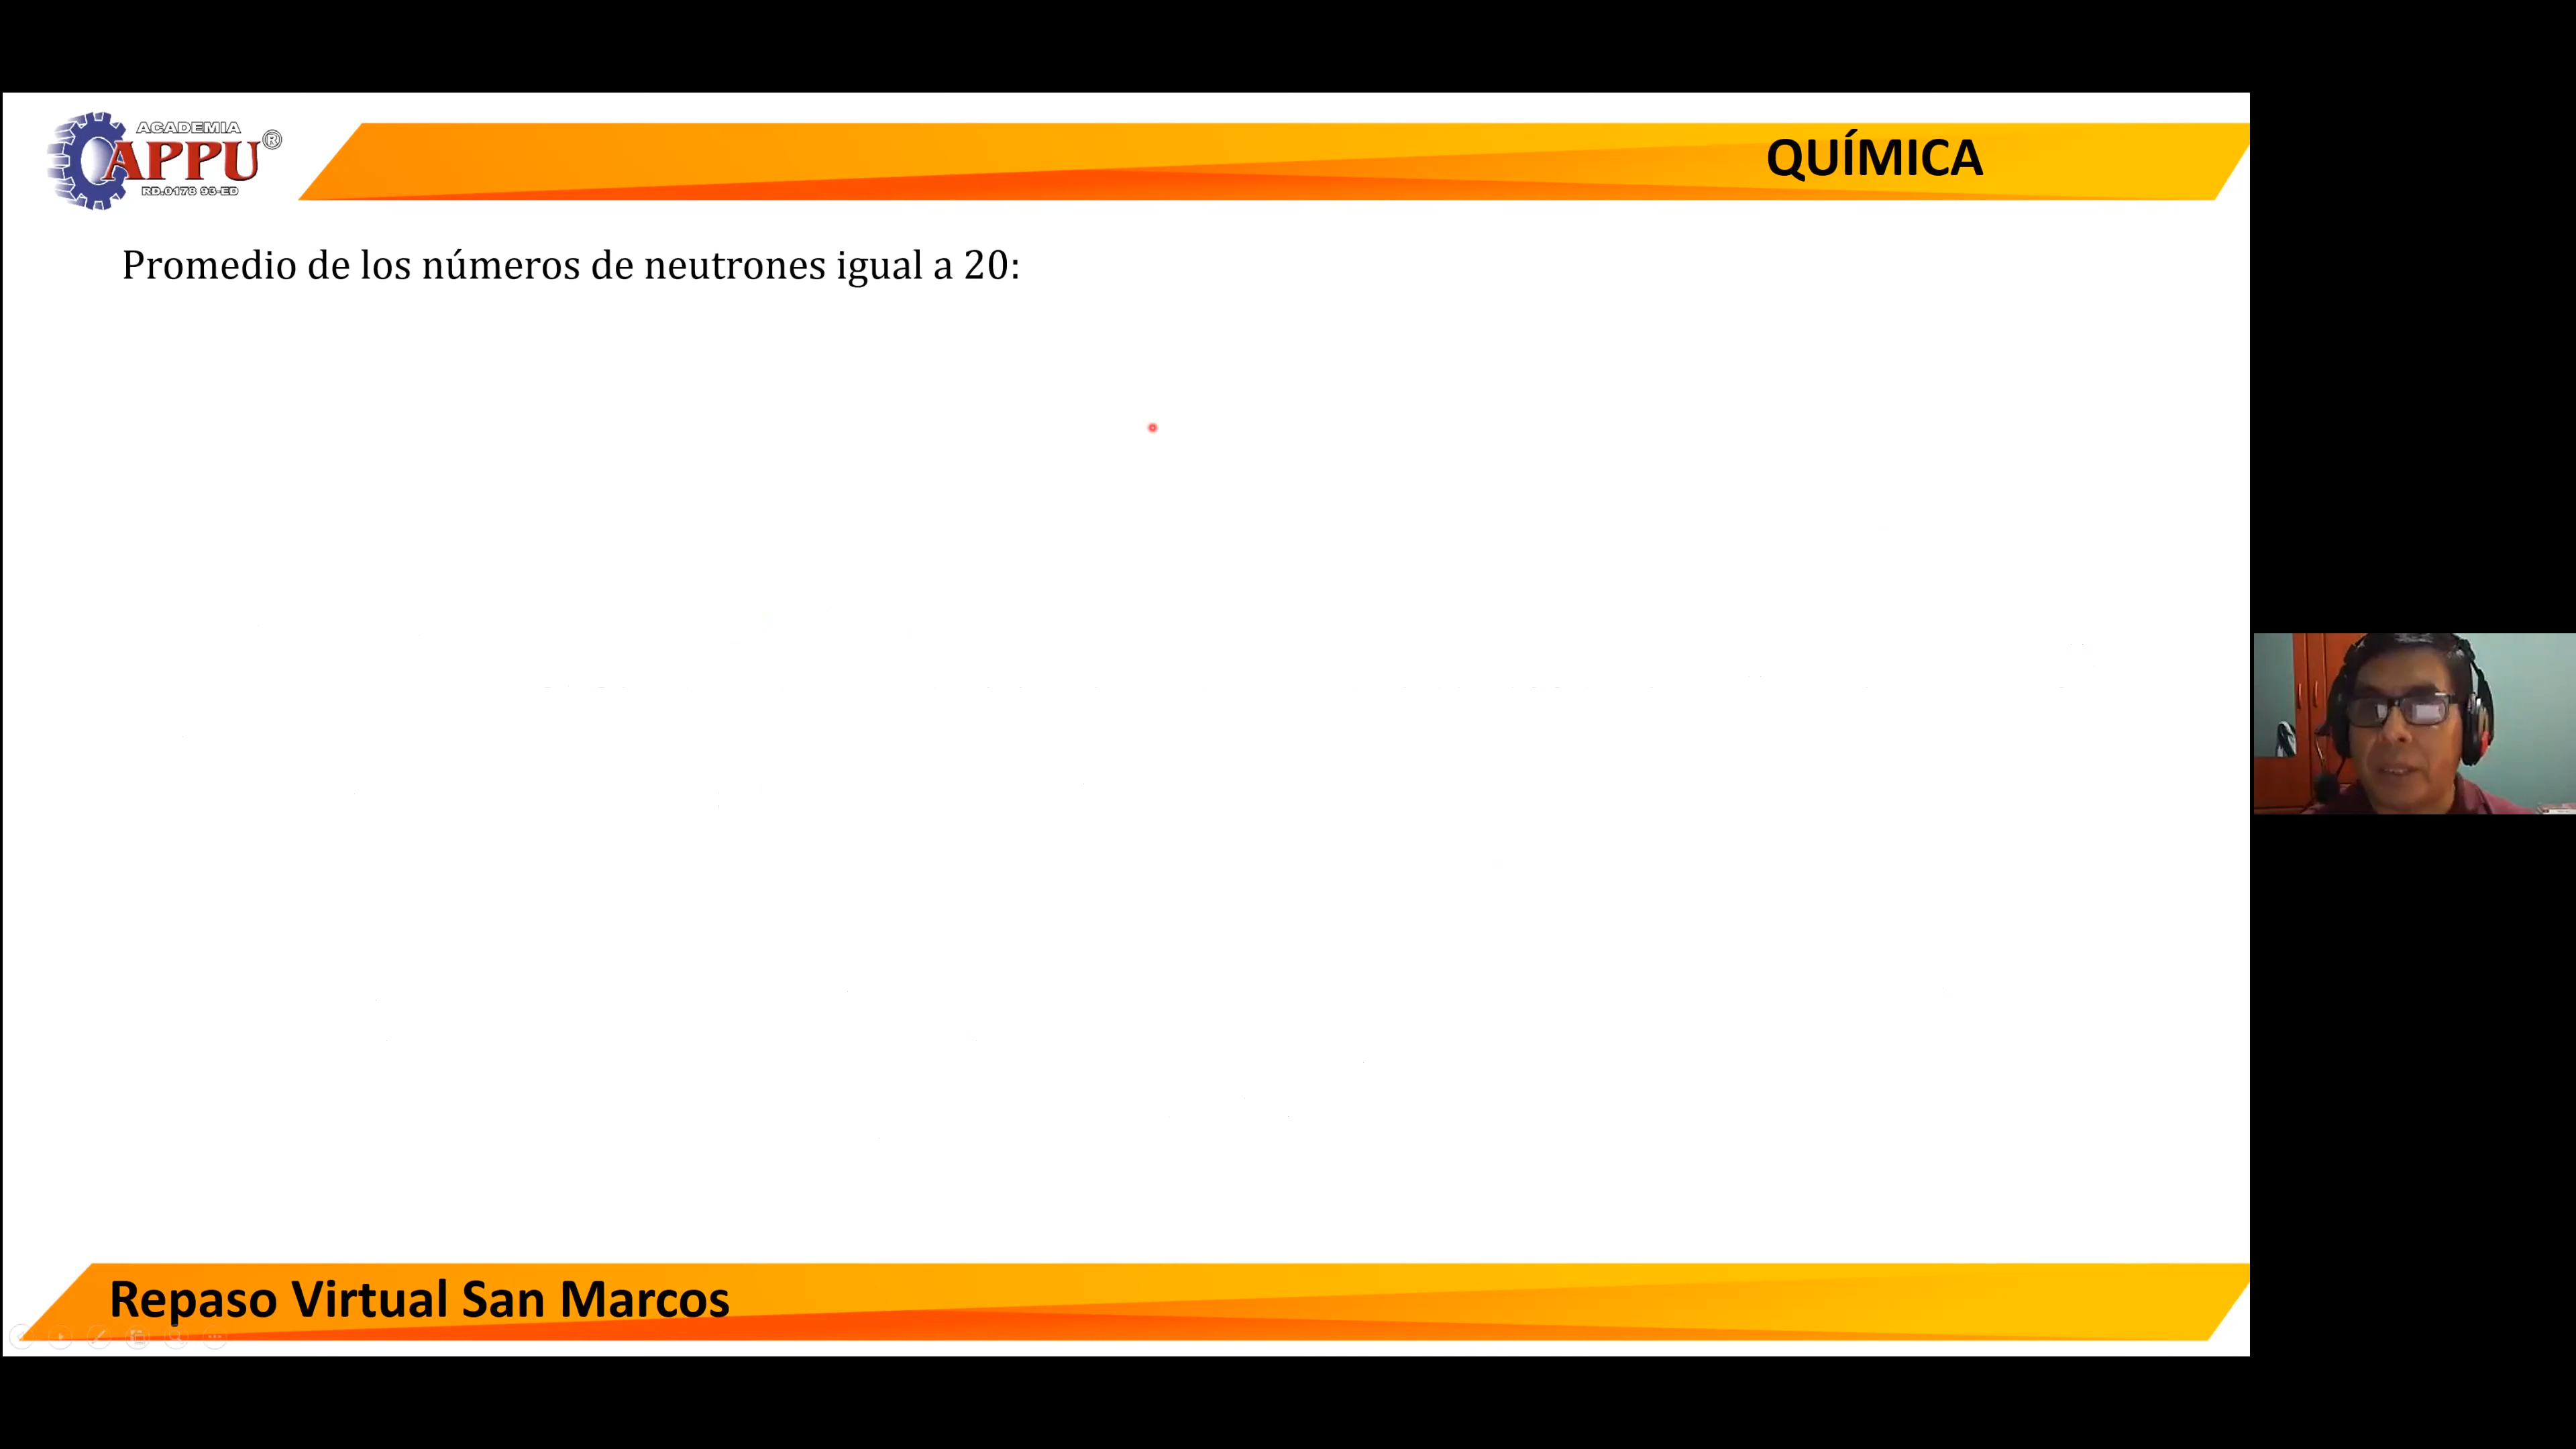 ACADEMIA
APPU®
RD.0178 93-ED
QUÍMICA
Promedio de los números de neutrones igual a 20:
Repaso Virtual San Marcos